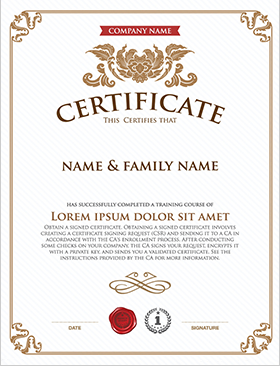 COMPANY NAME
CERTIFICATE
THIS CERTIFIES THAT
NAME & FAMILY NAME
HAS SUCCESSFULLY COMPLETED A TRAINING COURSE OF
LOREM IPSUM DOLOR SIT AMET
OBTAIN A SIGNED CERTIFICATE. OBTAINING A SIGNED CERTIFICATE INVOLVES
CREATING A CERTIFICATE SIGNING REQUEST (CSR) AND SENDING IT TO A CA IN
ACCORDANCE WITH THE CA'S ENROLLMENT PROCESS. AFTER CONDUCTING
SOME CHECKS ON YOUR COMPANY, THE CA SIGNS YOUR REQUEST, ENCRYPTS IT
WITH A PRIVATE KEY, AND SENDS YOU A VALIDATED CERTIFICATE. SEE THE
INSTRUCTIONS PROVIDED BY THE CA FOR MORE INFORMATION.
1
DATE
SIGNATURE